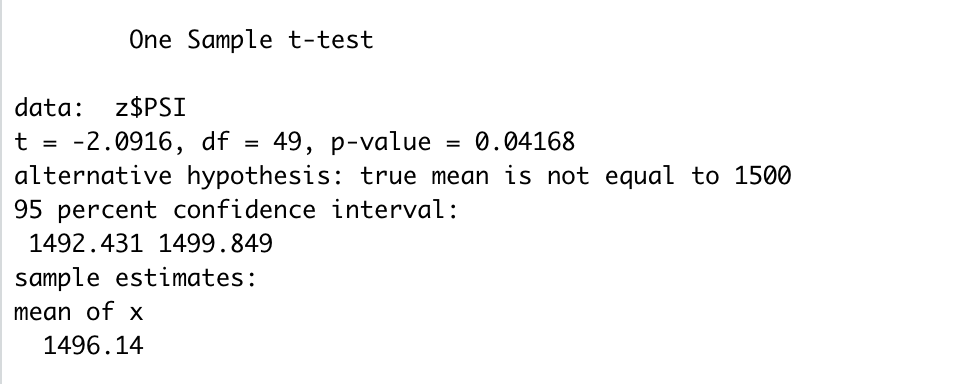 One Sample t-test
data:  z$PSI
t = -2.0916, df = 49, p-value = 0.04168
alternative hypothesis: true mean is not equal to 1500
95 percent confidence interval:
 1492.431 1499.849
sample estimates:
mean of x
  1496.14